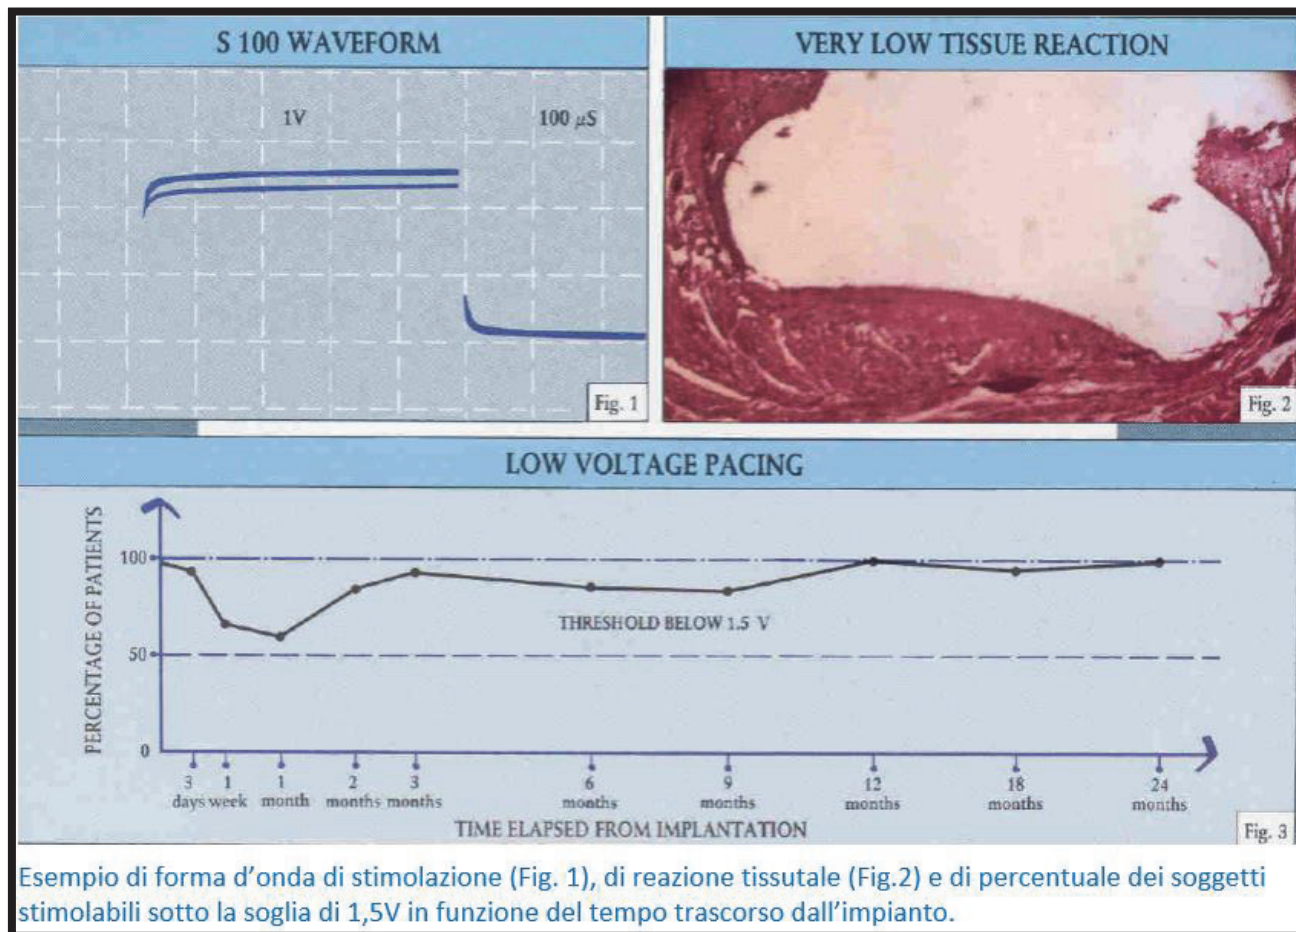 S 100 WAVEFORM
1V
100 µS
Fig. 1
VERY LOW TISSUE REACTION
Fig. 2
LOW VOLTAGE PACING
PERCENTAGE OF PATIENTS
100
50
0
THRESHOLD BELOW 1.5 V
3 1 1 2 3 6 9 12 18 24
days week month months months months months months months months
TIME ELAPSED FROM IMPLANTATION
Fig. 3
Esempio di forma d'onda di stimolazione (Fig. 1), di reazione tissutale (Fig.2) e di percentuale dei soggetti
stimolabili sotto la soglia di 1,5V in funzione del tempo trascorso dall'impianto.